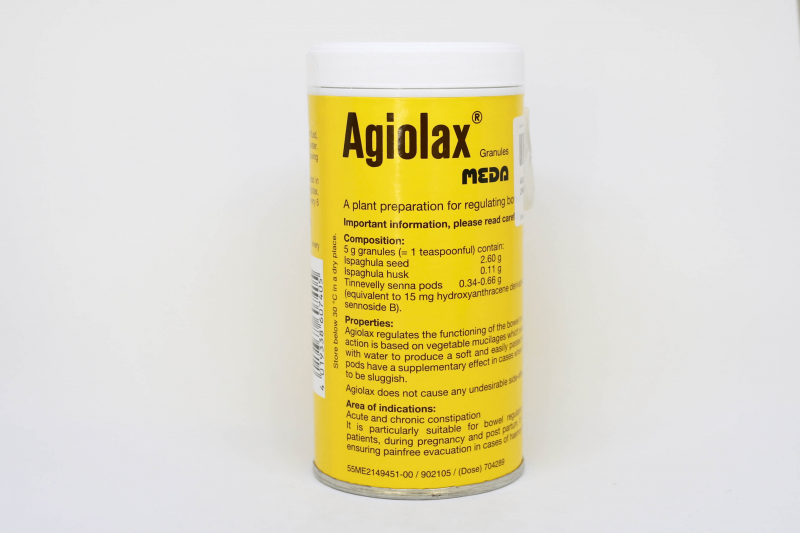 Agiolax®
Granules
MEDA
A plant preparation for regulating
Important information, please read
Composition:
5 g granules (= 1 teaspoonful) contain:
Ispaghula seed 2.60 g
Ispaghula husk 0.11 g
Tinnevelly senna pods 0.34-0.66 g
(equivalent to 15 mg hydroxyanthracene
sennoside B).
Properties:
Agiolax regulates the functioning of the bowel
action is based on vegetable mucilages which
with water to produce a soft and easily
pods have a supplementary effect in cases
to be sluggish.
Agiolax does not cause any undesirable
Area of indications:
Acute and chronic constipation
It is particularly suitable for bowel
patients, during pregnancy and post partum
ensuring painfree evacuation in cases of
55ME2149451-00 / 902105 / (Dose) 704289
Store below 30 °C in a dry place.